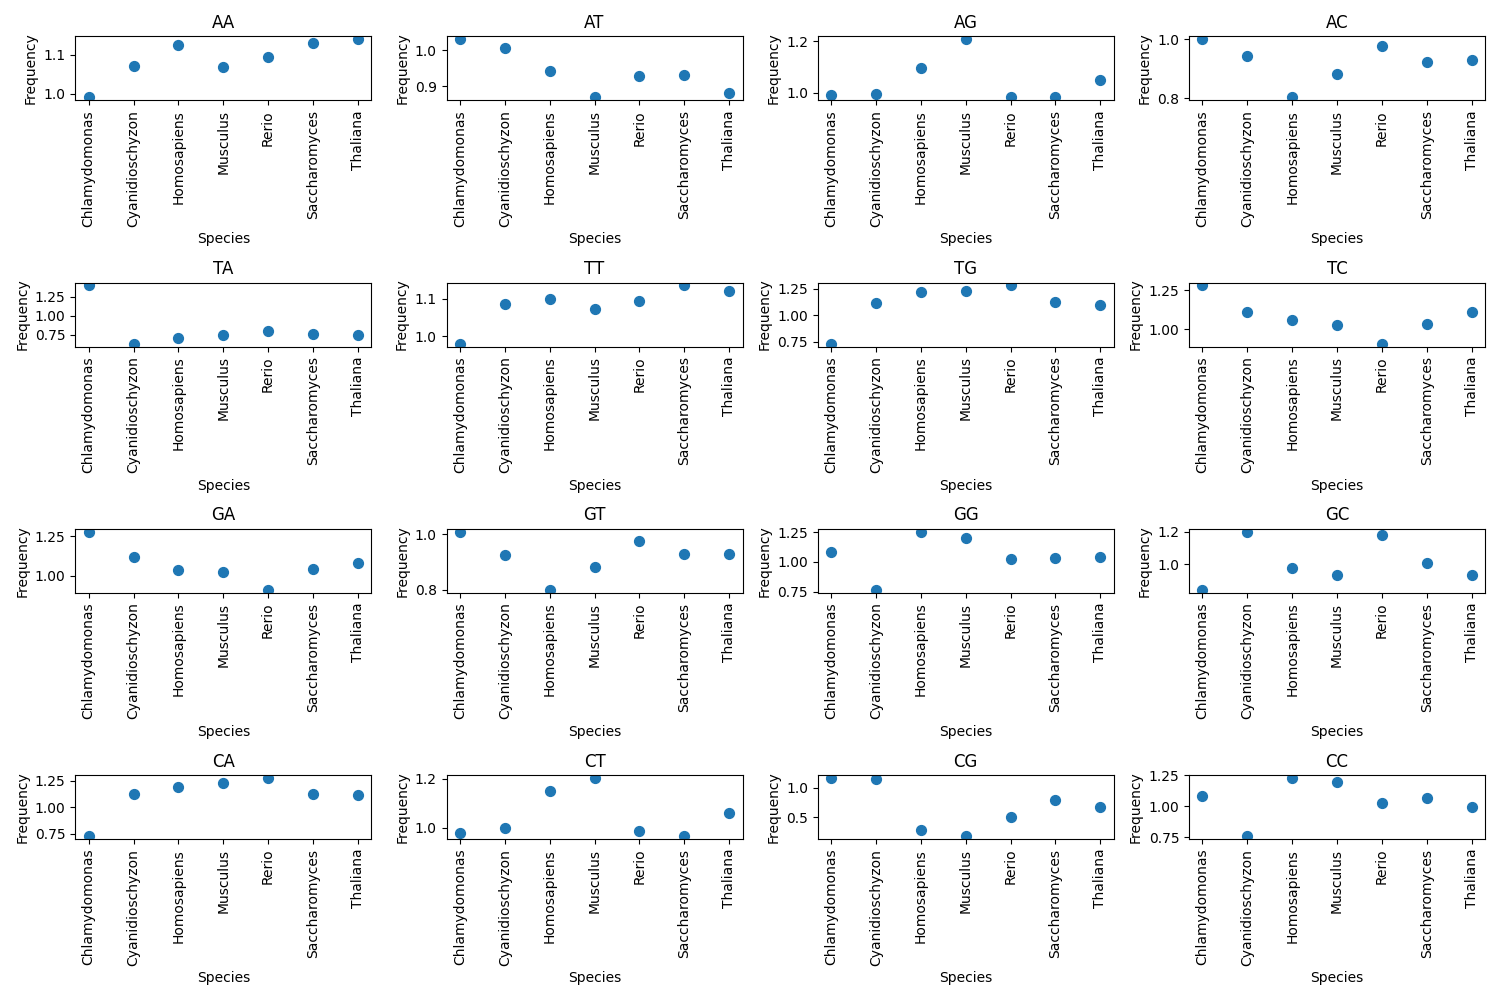 AA
AT
AG
AC
Frequency
1.1
1.0
Frequency
1.0
0.9
Frequency
1.2
1.0
Frequency
1.0
0.8
Chlamydomonas
Cyanidioschyzon
Homosapiens
Musculus
Rerio
Saccharomyces
Thaliana
Chlamydomonas
Cyanidioschyzon
Homosapiens
Musculus
Rerio
Saccharomyces
Thaliana
Chlamydomonas
Cyanidioschyzon
Homosapiens
Musculus
Rerio
Saccharomyces
Thaliana
Chlamydomonas
Cyanidioschyzon
Homosapiens
Musculus
Rerio
Saccharomyces
Thaliana
Species
Species
Species
Species
TA
TT
TG
TC
Frequency
1.25
1.00
0.75
Frequency
1.1
1.0
Frequency
1.25
1.00
0.75
Frequency
1.25
1.00
Chlamydomonas
Cyanidioschyzon
Homosapiens
Musculus
Rerio
Saccharomyces
Thaliana
Chlamydomonas
Cyanidioschyzon
Homosapiens
Musculus
Rerio
Saccharomyces
Thaliana
Chlamydomonas
Cyanidioschyzon
Homosapiens
Musculus
Rerio
Saccharomyces
Thaliana
Chlamydomonas
Cyanidioschyzon
Homosapiens
Musculus
Rerio
Saccharomyces
Thaliana
Species
Species
Species
Species
GA
GT
GG
GC
Frequency
1.25
1.00
Frequency
1.0
0.8
Frequency
1.25
1.00
0.75
Frequency
1.2
1.0
Chlamydomonas
Cyanidioschyzon
Homosapiens
Musculus
Rerio
Saccharomyces
Thaliana
Chlamydomonas
Cyanidioschyzon
Homosapiens
Musculus
Rerio
Saccharomyces
Thaliana
Chlamydomonas
Cyanidioschyzon
Homosapiens
Musculus
Rerio
Saccharomyces
Thaliana
Chlamydomonas
Cyanidioschyzon
Homosapiens
Musculus
Rerio
Saccharomyces
Thaliana
Species
Species
Species
Species
CA
CT
CG
CC
Frequency
1.25
1.00
0.75
Frequency
1.2
1.0
Frequency
1.0
0.5
Frequency
1.25
1.00
0.75
Chlamydomonas
Cyanidioschyzon
Homosapiens
Musculus
Rerio
Saccharomyces
Thaliana
Chlamydomonas
Cyanidioschyzon
Homosapiens
Musculus
Rerio
Saccharomyces
Thaliana
Chlamydomonas
Cyanidioschyzon
Homosapiens
Musculus
Rerio
Saccharomyces
Thaliana
Chlamydomonas
Cyanidioschyzon
Homosapiens
Musculus
Rerio
Saccharomyces
Thaliana
Species
Species
Species
Species